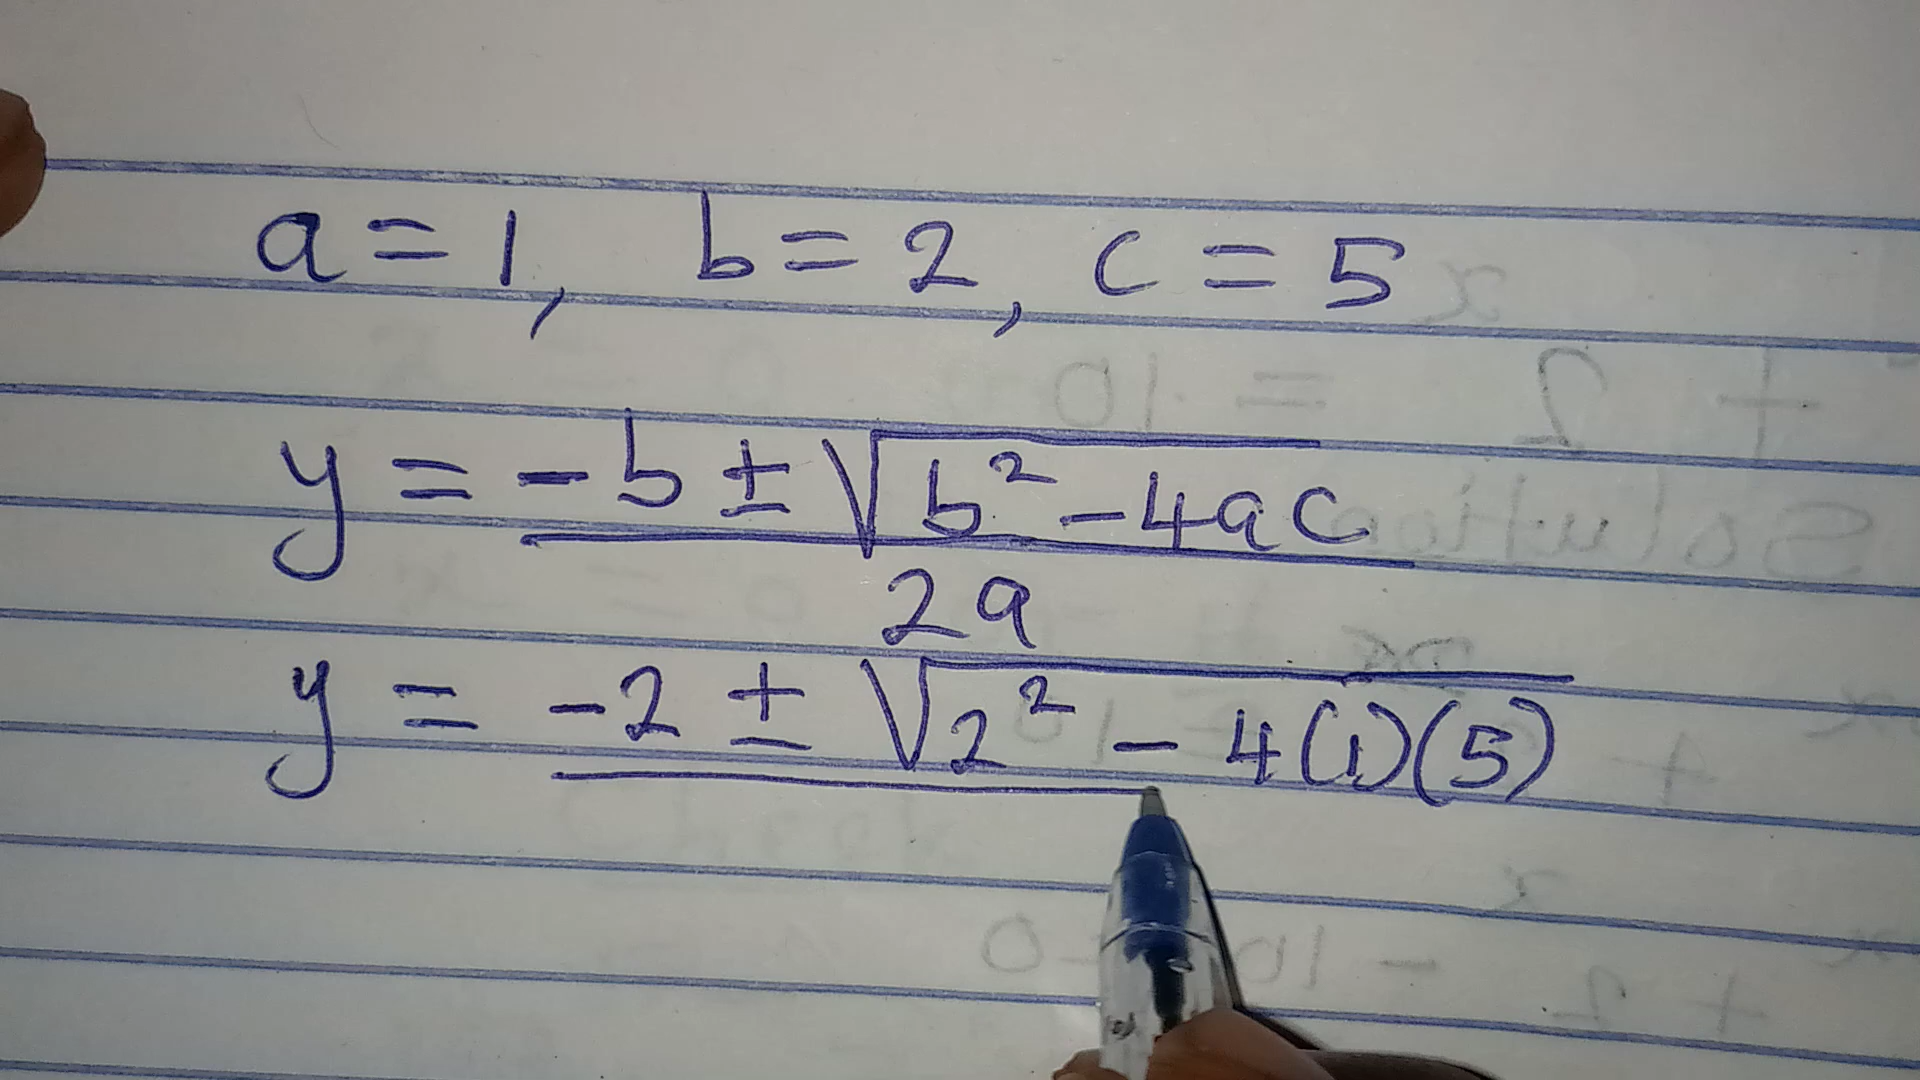 a = 1, b = 2, c = 5
y = -b ± √b² - 4ac
2a
y = -2 ± √2² - 4(1)(5)